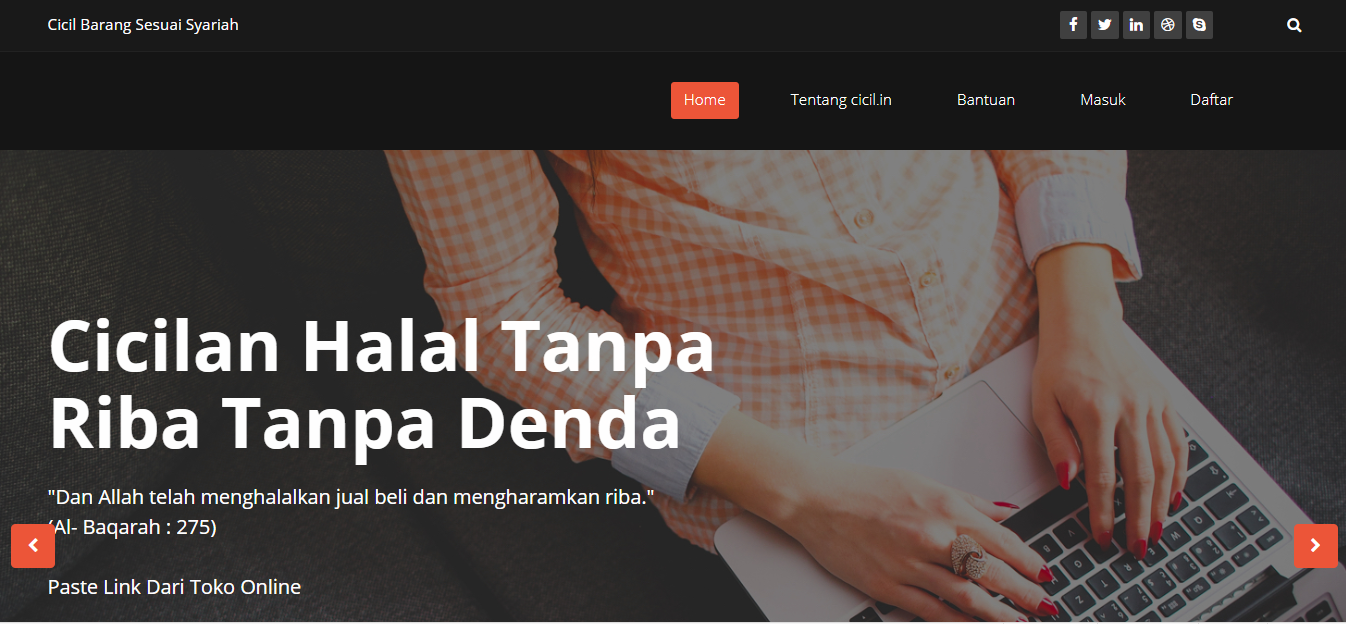 Cicil Barang Sesuai Syariah
Home Tentang cicil.in Bantuan Masuk Daftar
Cicilan Halal Tanpa
Riba Tanpa Denda
"Dan Allah telah menghalalkan jual beli dan mengharamkan riba."
(Al- Baqarah : 275)
Paste Link Dari Toko Online